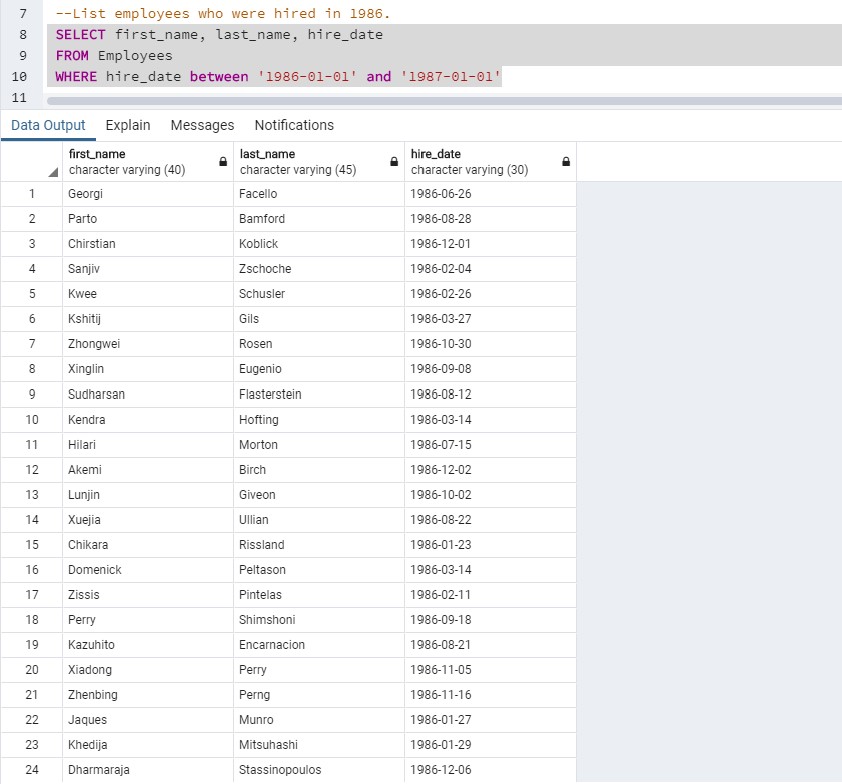 7 --List employees who were hired in 1986.
8 SELECT first_name, last_name, hire_date
9 FROM Employees
10 WHERE hire_date between '1986-01-01' and '1987-01-01'
11
Data Output Explain Messages Notifications
first_name last_name hire_date
character varying (40) character varying (45) character varying (30)
1 Georgi Facello 1986-06-26
2 Parto Bamford 1986-08-28
3 Chirstian Koblick 1986-12-01
4 Sanjiv Zschoche 1986-02-04
5 Kwee Schusler 1986-02-26
6 Kshitij Gils 1986-03-27
7 Zhongwei Rosen 1986-10-30
8 Xinglin Eugenio 1986-09-08
9 Sudharsan Flasterstein 1986-08-12
10 Kendra Hofting 1986-03-14
11 Hilari Morton 1986-07-15
12 Akemi Birch 1986-12-02
13 Lunjin Giveon 1986-10-02
14 Xuejia Ullian 1986-08-22
15 Chikara Rissland 1986-01-23
16 Domenick Peltason 1986-03-14
17 Zissis Pintelas 1986-02-11
18 Perry Shimshoni 1986-09-18
19 Kazuhito Encarnacion 1986-08-21
20 Xiadong Perry 1986-11-05
21 Zhenbing Perng 1986-11-16
22 Jaques Munro 1986-01-27
23 Khedija Mitsuhashi 1986-01-29
24 Dharmaraja Stassinopoulos 1986-12-06